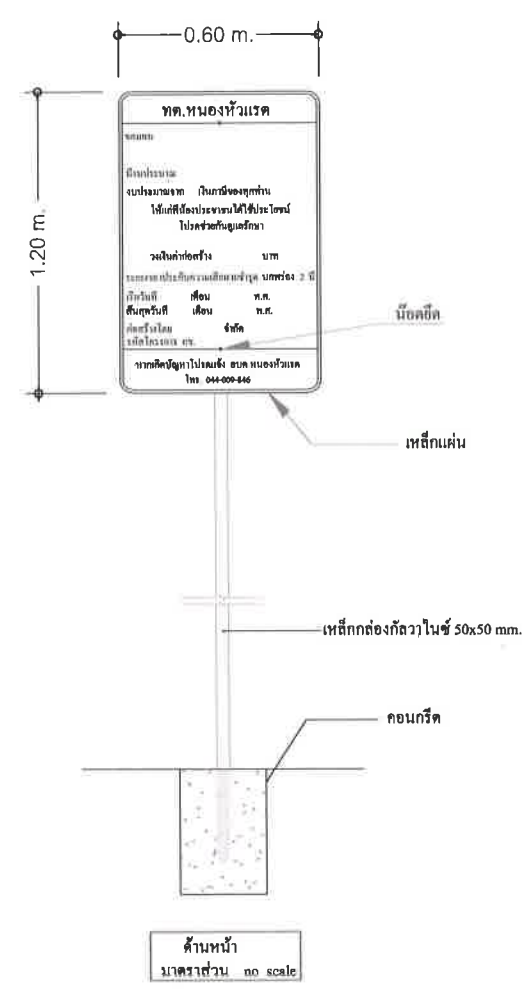 0.60 m.
1.20 m.
ทต.หนองหัวแรต
ชื่อแบบ
มีงบประมาณ
งบประมาณจาก เงินภาษีของทุกท่าน
ให้แก่พี่น้องประชาชนได้ใช้ประโยชน์
โปรดช่วยกันดูแลรักษา
วงเงินค่าก่อสร้าง บาท
ระยะเวลาประกันความเสียหายชำรุด บกพร่อง 2 ปี
เริ่มวันที่ เดือน พ.ศ.
สิ้นสุดวันที่ เดือน พ.ศ.
ก่อสร้างโดย จำกัด
รหัสโครงการ
หากเกิดปัญหาโปรดแจ้ง อบต หนองหัวแรต
โทร 044-009-846
น๊อตยึด
เหล็กแผ่น
เหล็กกล่องกัลวาไนซ์ 50x50 mm.
คอนกรีต
ด้านหน้า
มาตราส่วน no scale